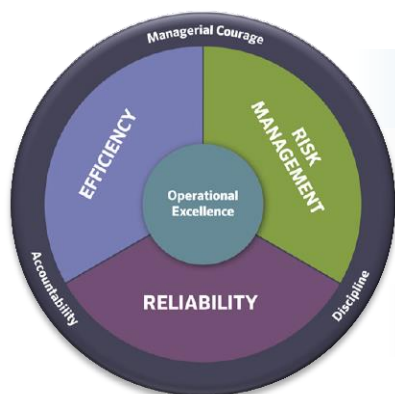 Managerial Courage
EFFICIENCY
RISK
MANAGEMENT
Operational
Excellence
RELIABILITY
Accountability
Discipline